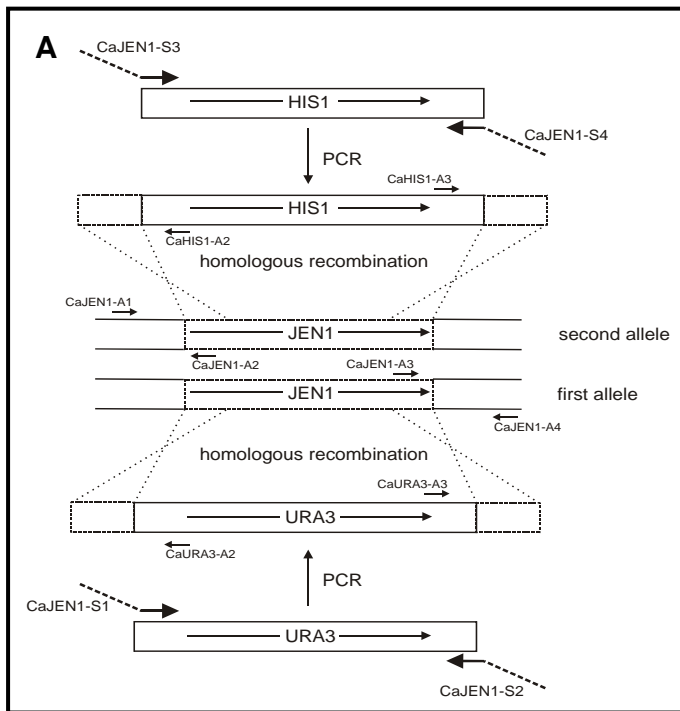 A
CaJEN1-S3
HIS1
CaJEN1-S4
PCR
CaHIS1-A3
HIS1
CaHIS1-A2
homologous recombination
CaJEN1-A1
JEN1
second allele
CaJEN1-A2
CaJEN1-A3
JEN1
first allele
CaJEN1-A4
homologous recombination
CaURA3-A3
URA3
CaURA3-A2
PCR
CaJEN1-S1
URA3
CaJEN1-S2